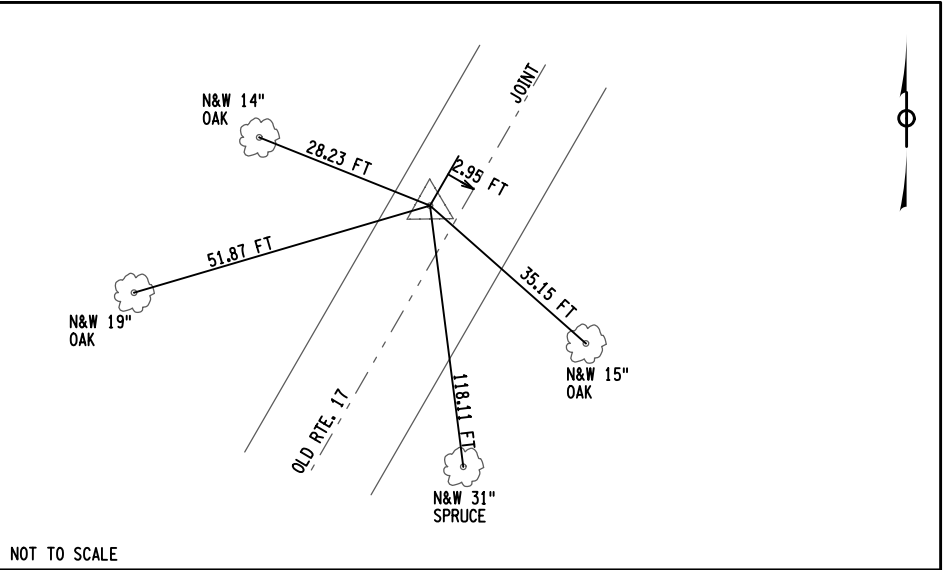 JOINT
N&W 14"
OAK
28.23 FT
2.95 FT
51.87 FT
35.15 FT
N&W 19"
OAK
N&W 15"
OAK
118.11 FT
OLD RTE. 17
N&W 31"
SPRUCE
NOT TO SCALE